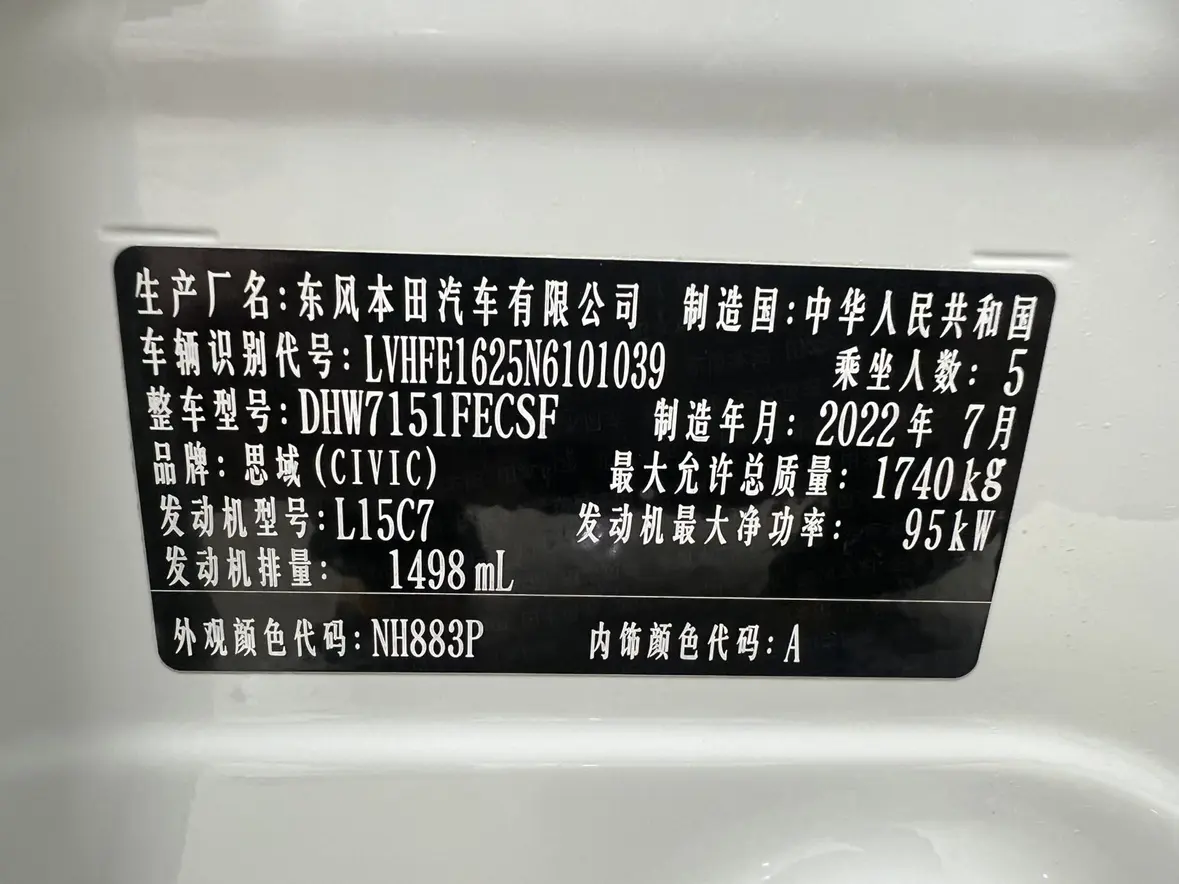 生产厂名:东风本田汽车有限公司 制造国:中华人民共和国
车辆识别代号:LVHFE1625N6101039 乘坐人数:5
整车型号:DHW7151FECSF 制造年月:2022年 7月
品牌:思域(CIVIC) 最大允许总质量:1740kg
发动机型号:L15C7 发动机最大净功率: 95kW
发动机排量: 1498mL
外观颜色代码:NH883P 内饰颜色代码:A